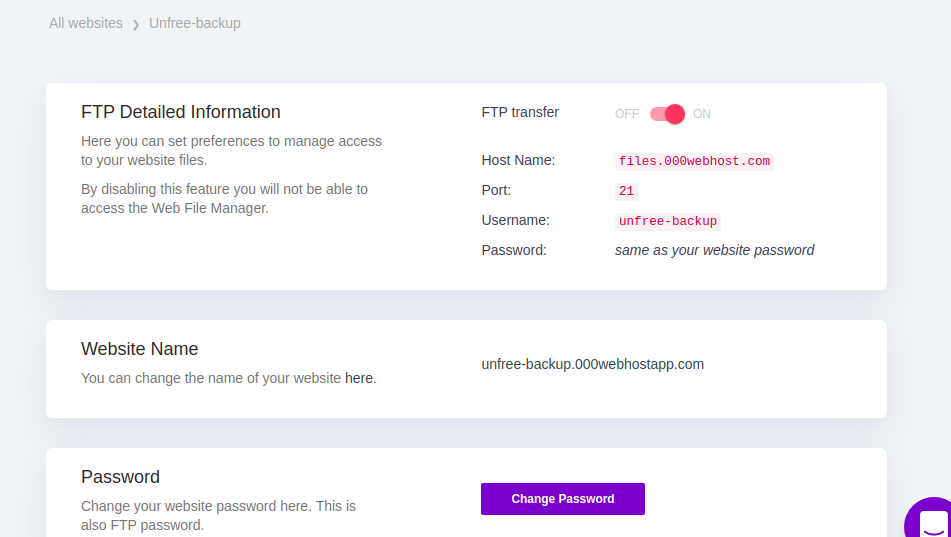 All websites ❯ Unfree-backup
FTP Detailed Information
Here you can set preferences to manage access
to your website files.
By disabling this feature you will not be able to
access the Web File Manager.
FTP transfer OFF ON
Host Name: files.000webhost.com
Port: 21
Username: unfree-backup
Password: same as your website password
Website Name
You can change the name of your website here.
unfree-backup.000webhostapp.com
Password
Change your website password here. This is
also FTP password.
Change Password